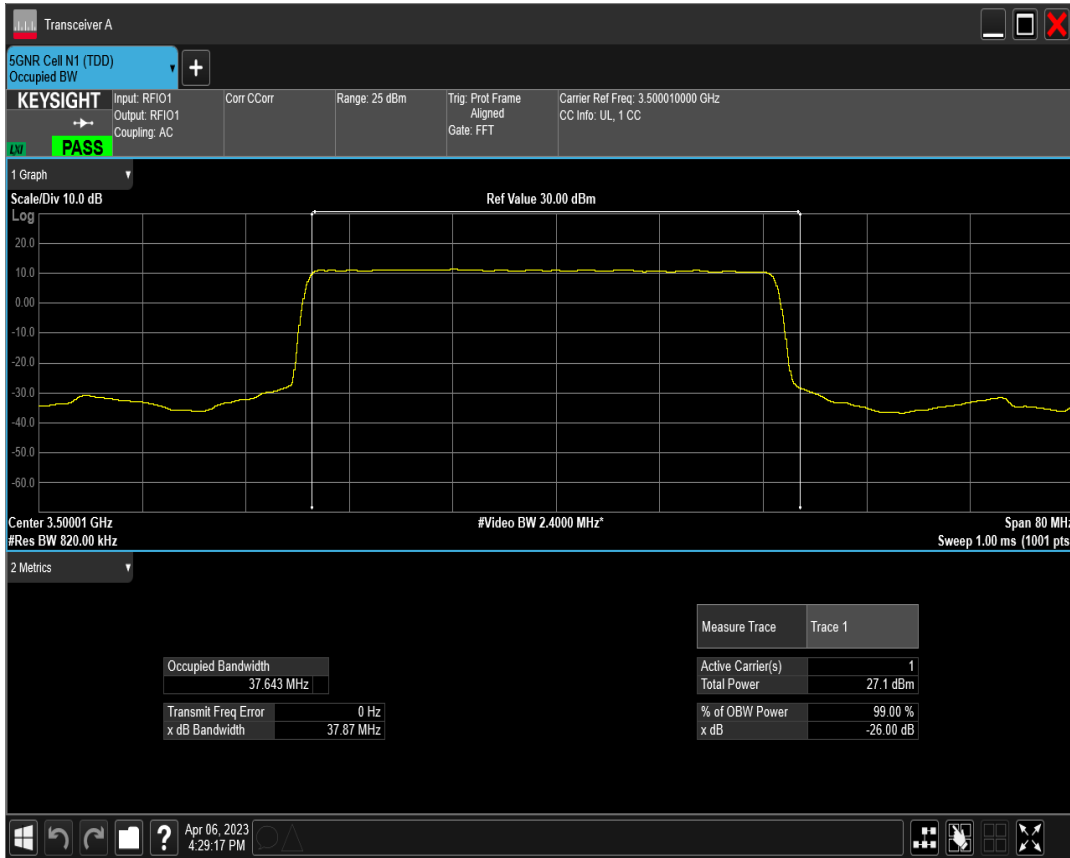 Transceiver A
5GNR Cell N1 (TDD)
Occupied BW
+
KEYSIGHT
LXI
PASS
Input: RFIO1
Output: RFIO1
Coupling: AC
Corr CCorr
Range: 25 dBm
Trig: Prot Frame
Aligned
Gate: FFT
Carrier Ref Freq: 3.500010000 GHz
CC Info: UL, 1 CC
1 Graph
Scale/Div 10.0 dB
Ref Value 30.00 dBm
Log
20.0
10.0
0.00
-10.0
-20.0
-30.0
-40.0
-50.0
-60.0
Center 3.50001 GHz
#Video BW 2.4000 MHz*
Span 80 MHz
#Res BW 820.00 kHz
Sweep 1.00 ms (1001 pts
2 Metrics
Measure Trace Trace 1
Occupied Bandwidth
37.643 MHz
Active Carrier(s) 1
Total Power 27.1 dBm
Transmit Freq Error 0 Hz
x dB Bandwidth 37.87 MHz
% of OBW Power 99.00 %
x dB -26.00 dB
?
Apr 06, 2023
4:29:17 PM